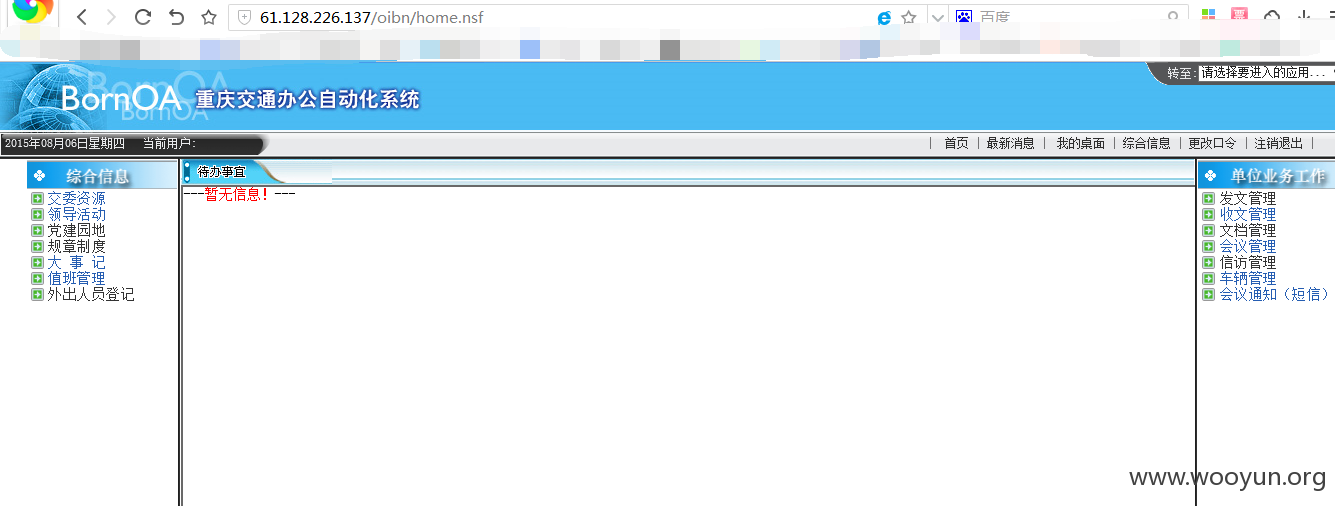 61.128.226.137/oibn/home.nsf
百度
BornOA
BornOA
BornOA 重庆交通办公自动化系统
转至: 请选择要进入的应用...
2015年08月06日星期四 当前用户:
| 首页 | 最新消息 | 我的桌面 | 综合信息 | 更改口令 | 注销退出 |
综合信息
交委资源
领导活动
党建园地
规章制度
大 事 记
值班管理
外出人员登记
待办事宜
---暂无信息！---
单位业务工作
发文管理
收文管理
文档管理
会议管理
信访管理
车辆管理
会议通知（短信）
www.wooyun.org